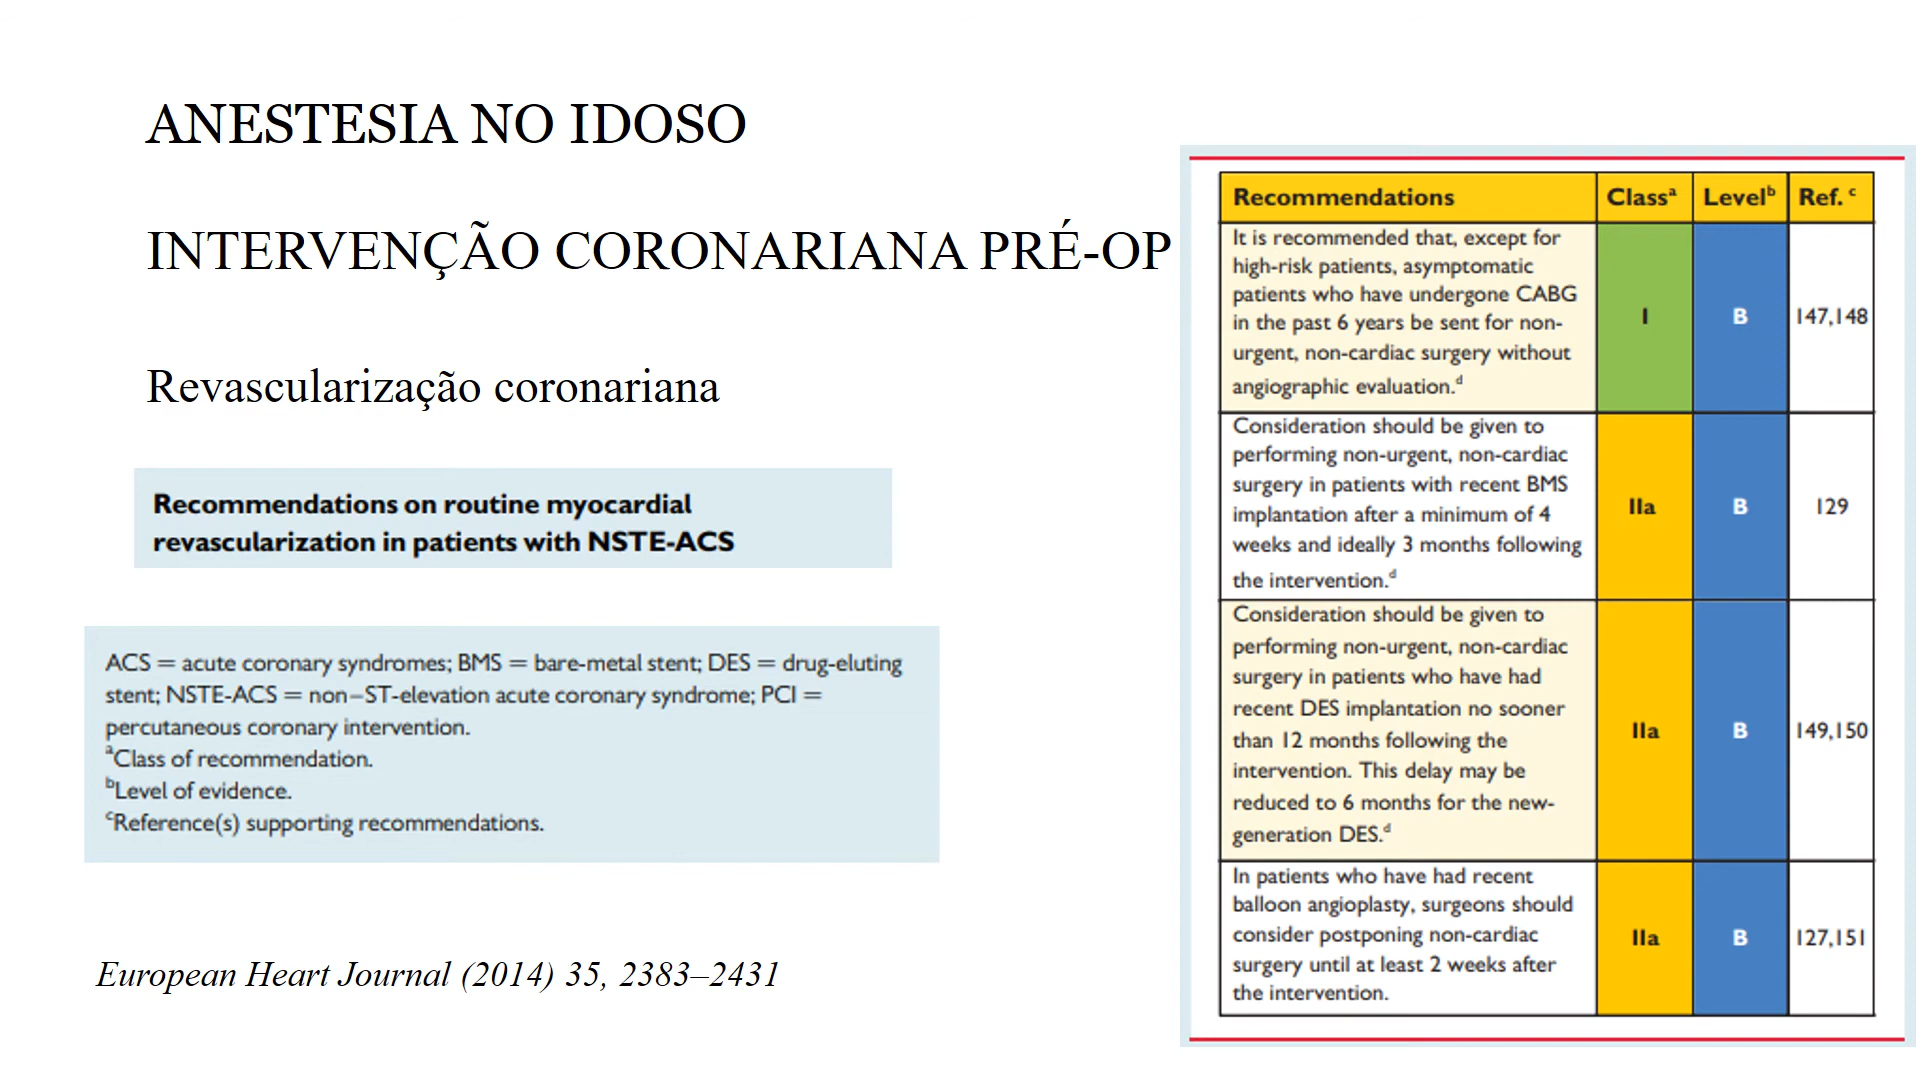 ANESTESIA NO IDOSO
INTERVENÇÃO CORONARIANA PRÉ-OP
Revascularização coronariana
Recommendations on routine myocardial
revascularization in patients with NSTE-ACS
ACS = acute coronary syndromes; BMS = bare-metal stent; DES = drug-eluting
stent; NSTE-ACS = non–ST-elevation acute coronary syndrome; PCI =
percutaneous coronary intervention.
aClass of recommendation.
bLevel of evidence.
cReference(s) supporting recommendations.
European Heart Journal (2014) 35, 2383–2431
Recommendations Classa Levelb Ref. c
It is recommended that, except for
high-risk patients, asymptomatic
patients who have undergone CABG
in the past 6 years be sent for non-
urgent, non-cardiac surgery without
angiographic evaluation.d
I B 147,148
Consideration should be given to
performing non-urgent, non-cardiac
surgery in patients with recent BMS
implantation after a minimum of 4
weeks and ideally 3 months following
the intervention.d
IIa B 129
Consideration should be given to
performing non-urgent, non-cardiac
surgery in patients who have had
recent DES implantation no sooner
than 12 months following the
intervention. This delay may be
reduced to 6 months for the new-
generation DES.d
IIa B 149,150
In patients who have had recent
balloon angioplasty, surgeons should
consider postponing non-cardiac
surgery until at least 2 weeks after
the intervention.
IIa B 127,151